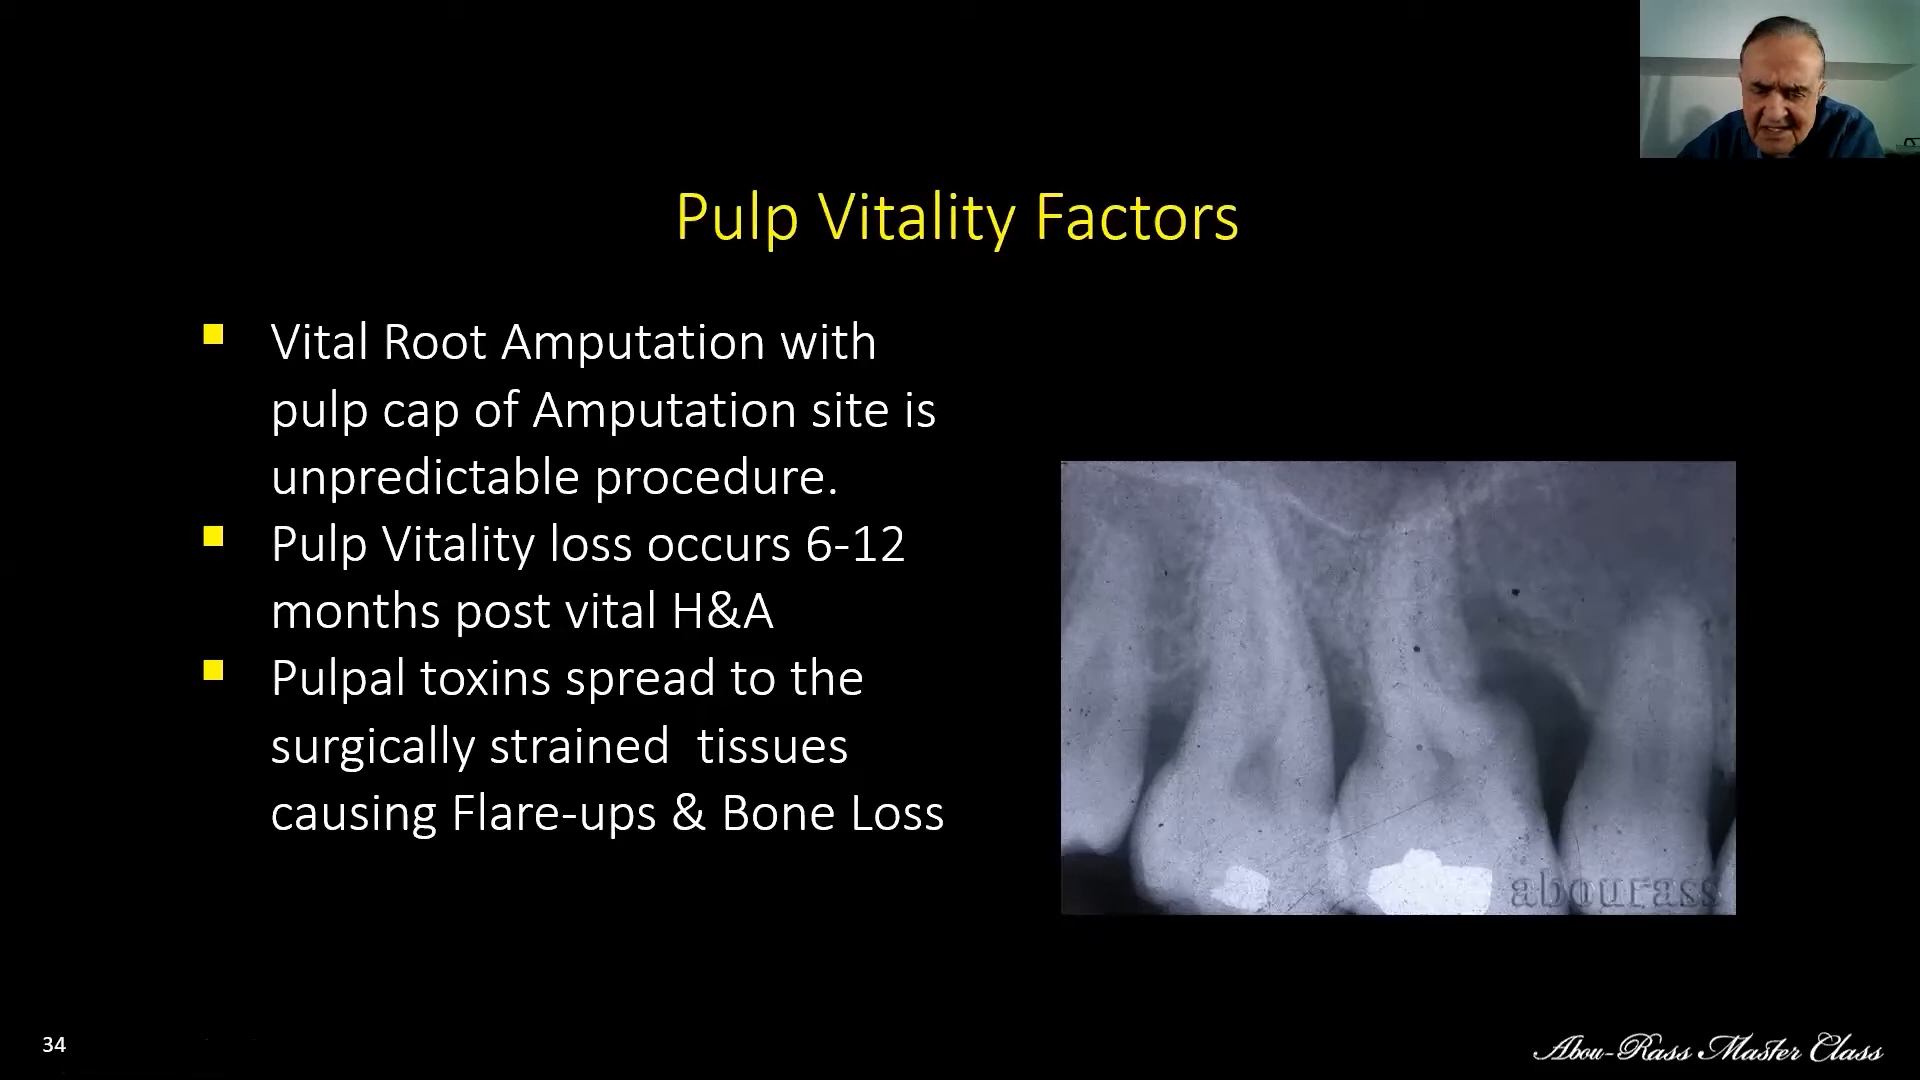 Pulp Vitality Factors
Vital Root Amputation with
pulp cap of Amputation site is
unpredictable procedure.
Pulp Vitality loss occurs 6-12
months post vital H&A
Pulpal toxins spread to the
surgically strained tissues
causing Flare-ups & Bone Loss
abourass
34
Abou-Rass Master Class